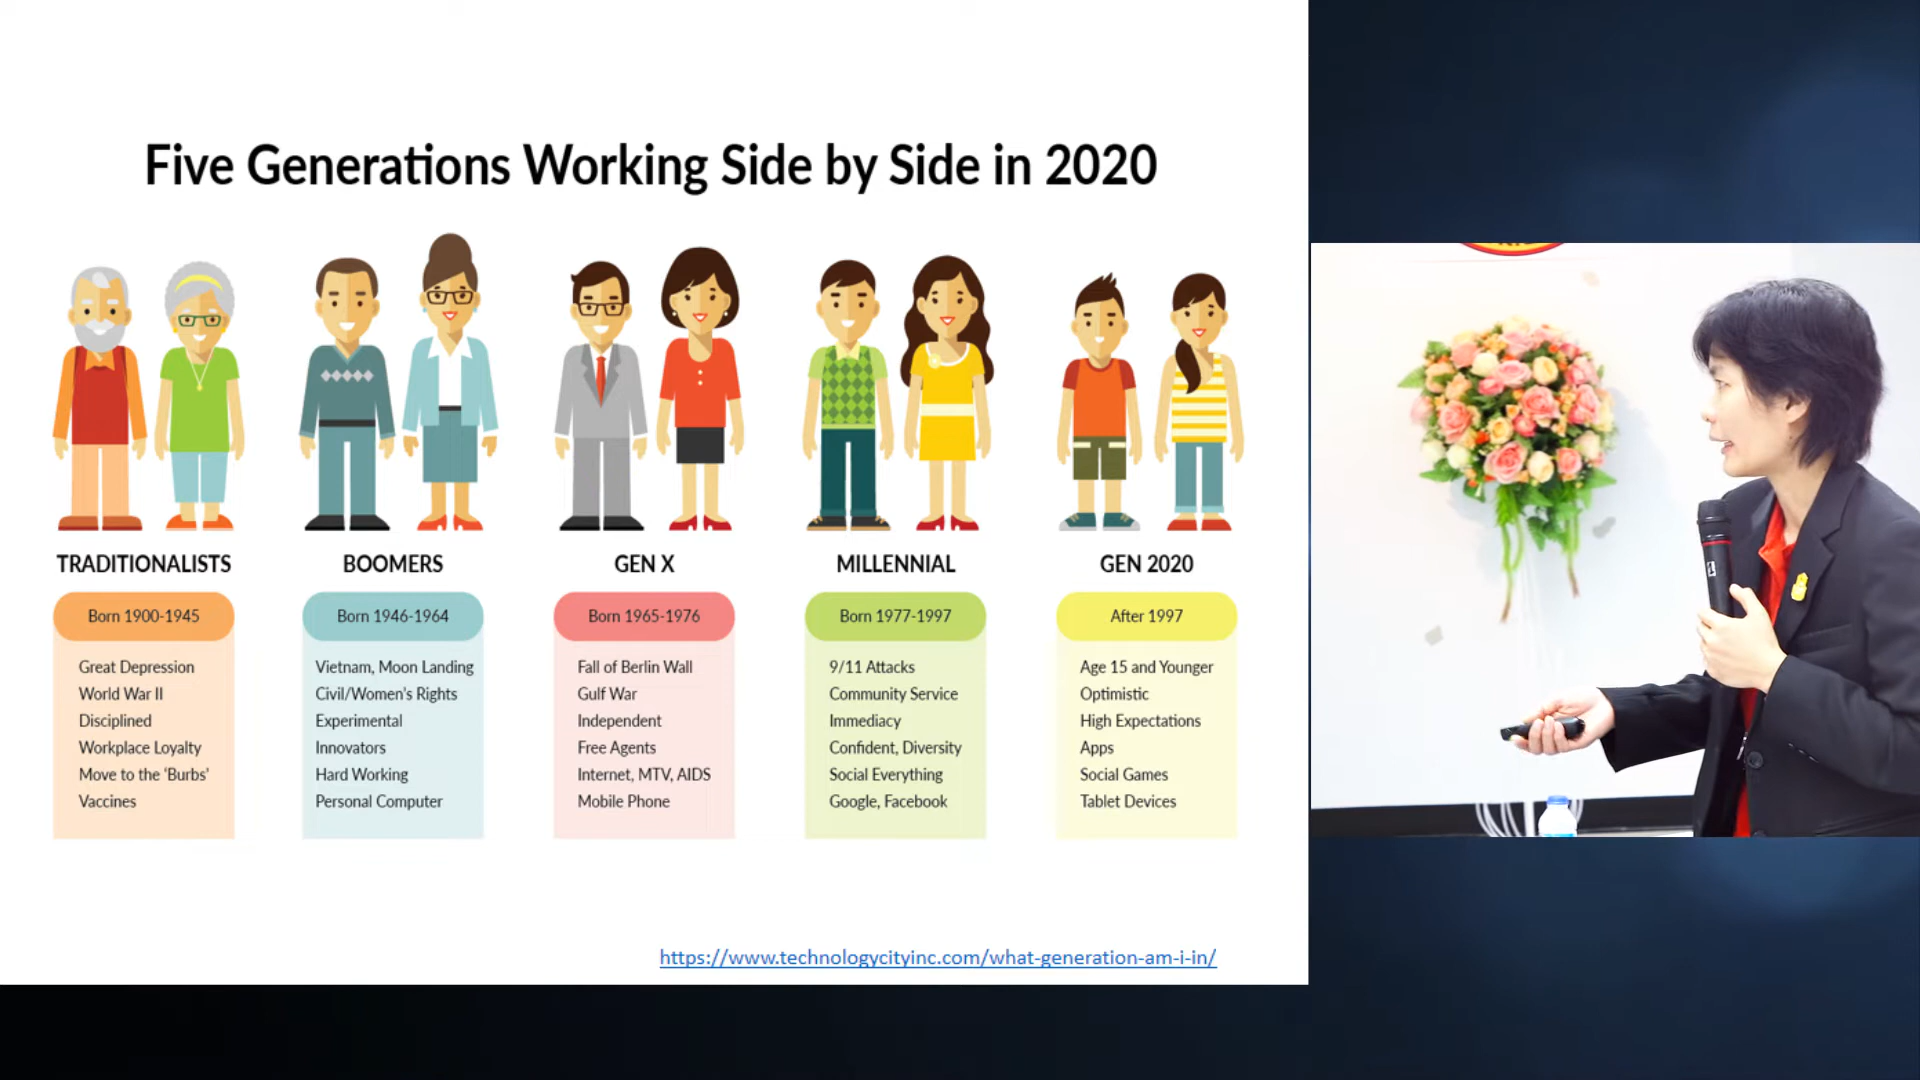 Five Generations Working Side by Side in 2020
TRADITIONALISTS
Born 1900-1945
Great Depression
World War II
Disciplined
Workplace Loyalty
Move to the ‘Burbs’
Vaccines
BOOMERS
Born 1946-1964
Vietnam, Moon Landing
Civil/Women’s Rights
Experimental
Innovators
Hard Working
Personal Computer
GEN X
Born 1965-1976
Fall of Berlin Wall
Gulf War
Independent
Free Agents
Internet, MTV, AIDS
Mobile Phone
MILLENNIAL
Born 1977-1997
9/11 Attacks
Community Service
Immediacy
Confident, Diversity
Social Everything
Google, Facebook
GEN 2020
After 1997
Age 15 and Younger
Optimistic
High Expectations
Apps
Social Games
Tablet Devices
https://www.technologycityinc.com/what-generation-am-i-in/